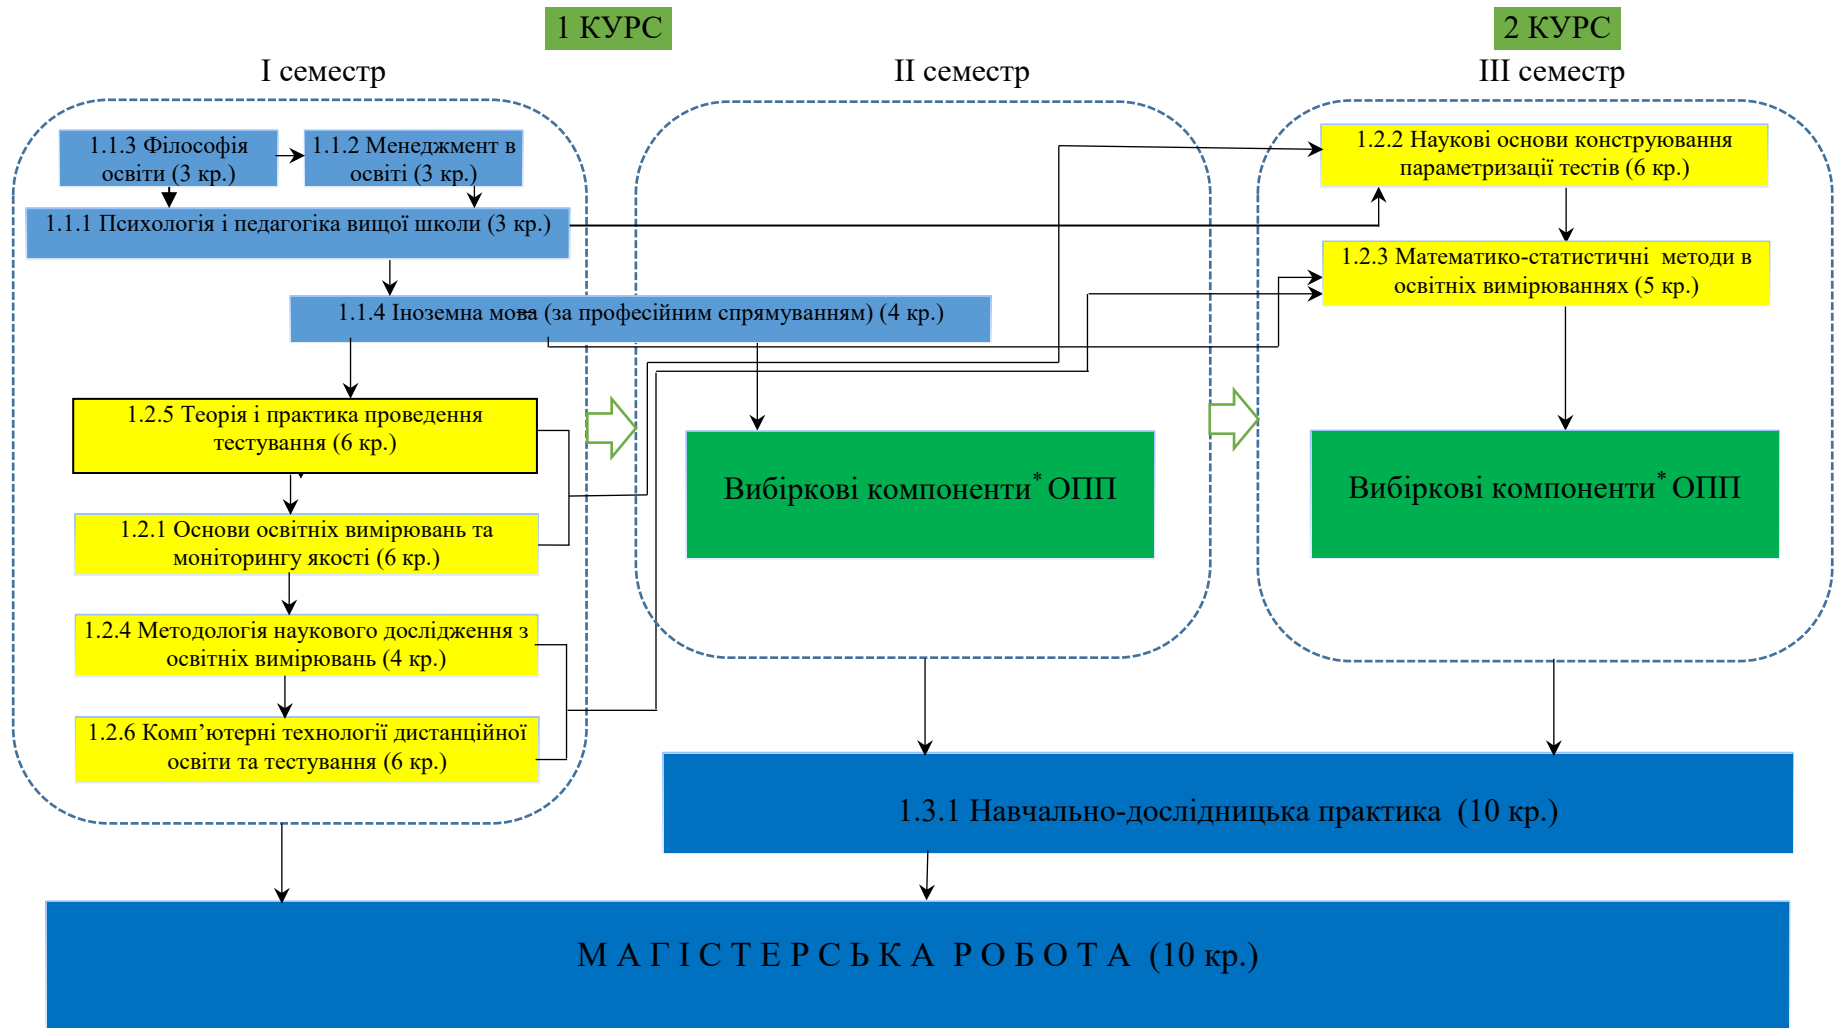 1 КУРС
2 КУРС
І семестр
ІІ семестр
ІІІ семестр
1.1.3 Філософія
освіти (3 кр.)
1.1.2 Менеджмент в
освіті (3 кр.)
1.1.1 Психологія і педагогіка вищої школи (3 кр.)
1.1.4 Іноземна мова (за професійним спрямуванням) (4 кр.)
1.2.5 Теорія і практика проведення
тестування (6 кр.)
1.2.1 Основи освітніх вимірювань та
моніторингу якості (6 кр.)
1.2.4 Методологія наукового дослідження з
освітніх вимірювань (4 кр.)
1.2.6 Комп’ютерні технології дистанційної
освіти та тестування (6 кр.)
Вибіркові компоненти* ОПП
1.2.2 Наукові основи конструювання
параметризації тестів (6 кр.)
1.2.3 Математико-статистичні методи в
освітніх вимірюваннях (5 кр.)
Вибіркові компоненти* ОПП
1.3.1 Навчально-дослідницька практика (10 кр.)
М А Г І С Т Е Р С Ь К А Р О Б О Т А (10 кр.)